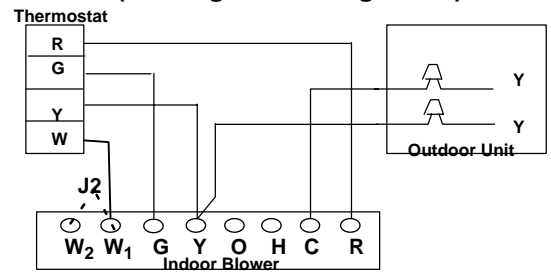 Thermostat
R
G
Y
W
Y
Y
Outdoor Unit
J2
W2 W1 G Y O H C R
Indoor Blower